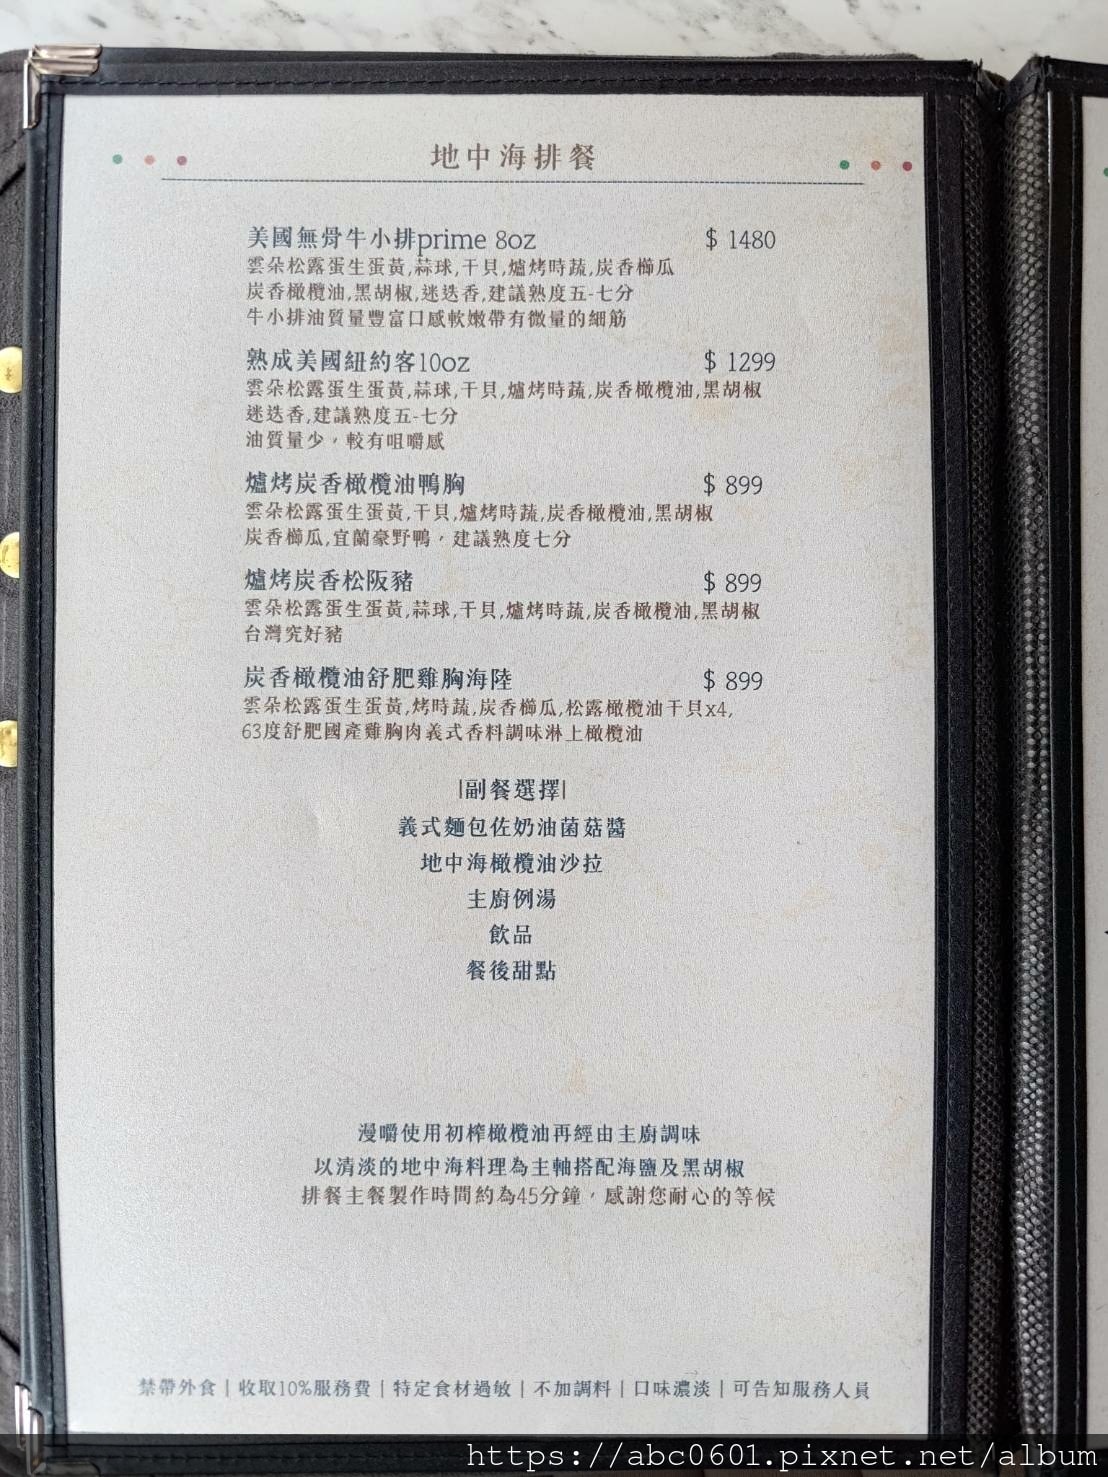 地中海排餐
美國無骨牛小排prime 8oz $ 1480
雲朵松露蛋生蛋黃,蒜球,干貝,爐烤時蔬,炭香櫛瓜
炭香橄欖油,黑胡椒,迷迭香,建議熟度五-七分
牛小排油質量豐富口感軟嫩帶有微量的細筋
熟成美國紐約客10oz $ 1299
雲朵松露蛋生蛋黃,蒜球,干貝,爐烤時蔬,炭香橄欖油,黑胡椒
迷迭香,建議熟度五-七分
油質量少，較有咀嚼感
爐烤炭香橄欖油鴨胸 $ 899
雲朵松露蛋生蛋黃,干貝,爐烤時蔬,炭香橄欖油,黑胡椒
炭香櫛瓜,宜蘭豪野鴨，建議熟度七分
爐烤炭香松阪豬 $ 899
雲朵松露蛋生蛋黃,蒜球,干貝,爐烤時蔬,炭香橄欖油,黑胡椒
台灣究好豬
炭香橄欖油舒肥雞胸海陸 $ 899
雲朵松露蛋生蛋黃,烤時蔬,炭香櫛瓜,松露橄欖油干貝x4,
63度舒肥國產雞胸肉義式香料調味淋上橄欖油
|副餐選擇|
義式麵包佐奶油菌菇醬
地中海橄欖油沙拉
主廚例湯
飲品
餐後甜點
漫嚼使用初榨橄欖油再經由主廚調味
以清淡的地中海料理為主軸搭配海鹽及黑胡椒
排餐主餐製作時間約為45分鐘，感謝您耐心的等候
禁帶外食 | 收取10%服務費 | 特定食材過敏 | 不加調料 | 口味濃淡 | 可告知服務人員
https://abc0601.pixnet.net/album